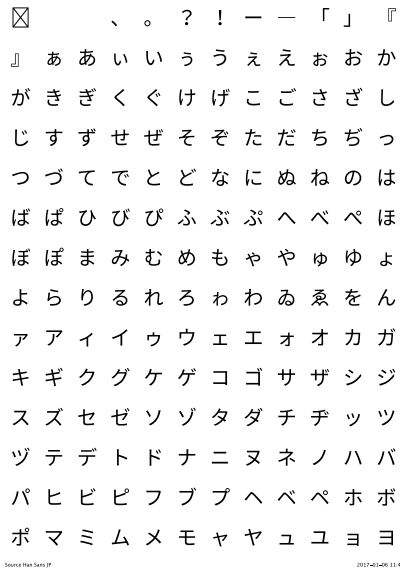 、 。 ？ ！ ー ― 「 」 『
』 ぁ あ ぃ い ぅ う ぇ え ぉ お か
が き ぎ く ぐ け げ こ ご さ ざ し
じ す ず せ ぜ そ ぞ た だ ち ぢ っ
つ づ て で と ど な に ぬ ね の は
ば ぱ ひ び ぴ ふ ぶ ぷ へ べ ぺ ほ
ぼ ぽ ま み む め も ゃ や ゅ ゆ ょ
よ ら り る れ ろ ゎ わ ゐ ゑ を ん
ァ ア ィ イ ゥ ウ ェ エ ォ オ カ ガ
キ ギ ク グ ケ ゲ コ ゴ サ ザ シ ジ
ス ズ セ ゼ ソ ゾ タ ダ チ ヂ ッ ツ
ヅ テ デ ト ド ナ ニ ヌ ネ ノ ハ バ
パ ヒ ビ ピ フ ブ プ ヘ ベ ペ ホ ボ
ポ マ ミ ム メ モ ャ ヤ ュ ユ ョ ヨ
Source Han Sans JP 2017-01-06 11:4